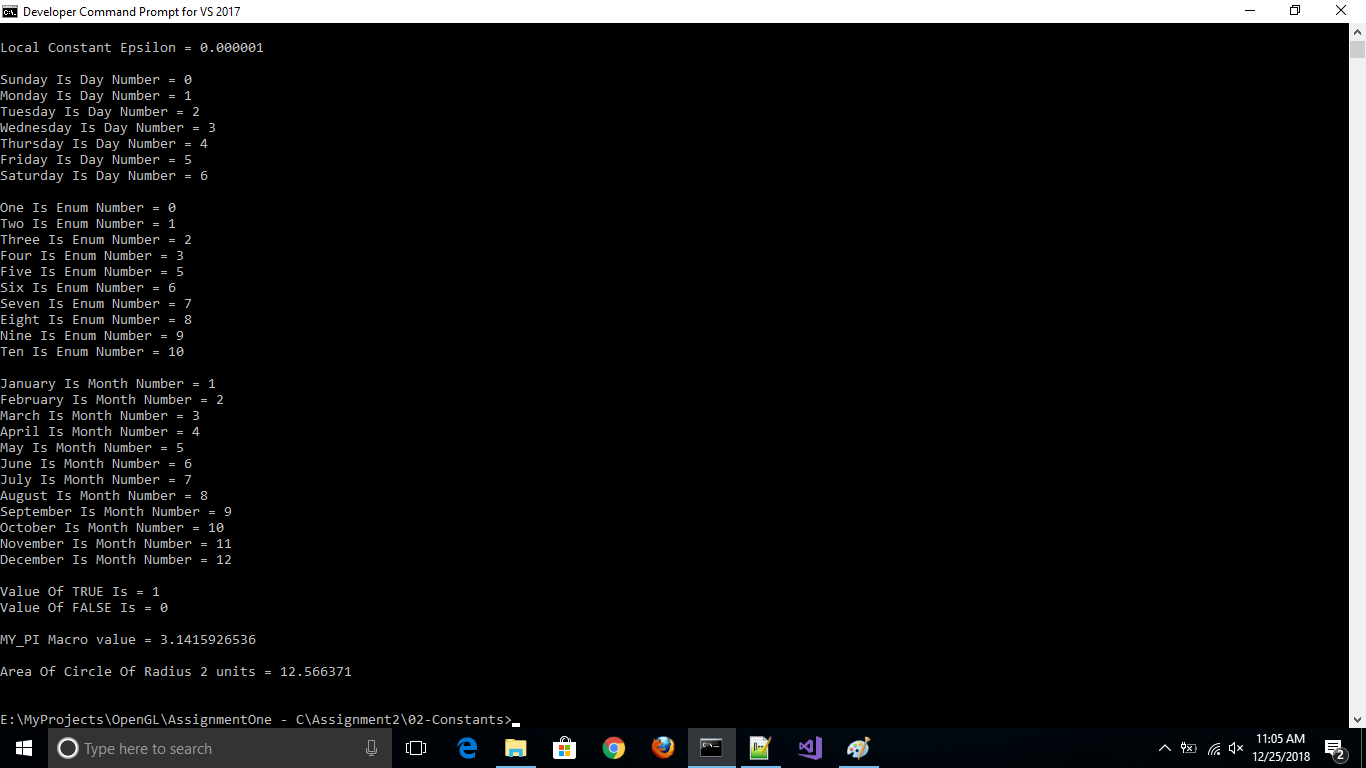 Developer Command Prompt for VS 2017
Local Constant Epsilon = 0.000001
Sunday Is Day Number = 0
Monday Is Day Number = 1
Tuesday Is Day Number = 2
Wednesday Is Day Number = 3
Thursday Is Day Number = 4
Friday Is Day Number = 5
Saturday Is Day Number = 6
One Is Enum Number = 0
Two Is Enum Number = 1
Three Is Enum Number = 2
Four Is Enum Number = 3
Five Is Enum Number = 5
Six Is Enum Number = 6
Seven Is Enum Number = 7
Eight Is Enum Number = 8
Nine Is Enum Number = 9
Ten Is Enum Number = 10
January Is Month Number = 1
February Is Month Number = 2
March Is Month Number = 3
April Is Month Number = 4
May Is Month Number = 5
June Is Month Number = 6
July Is Month Number = 7
August Is Month Number = 8
September Is Month Number = 9
October Is Month Number = 10
November Is Month Number = 11
December Is Month Number = 12
Value Of TRUE Is = 1
Value Of FALSE Is = 0
MY_PI Macro value = 3.1415926536
Area Of Circle Of Radius 2 units = 12.566371
E:\MyProjects\OpenGL\AssignmentOne - C\Assignment2\02-Constants>
Type here to search
11:05 AM
12/25/2018
2